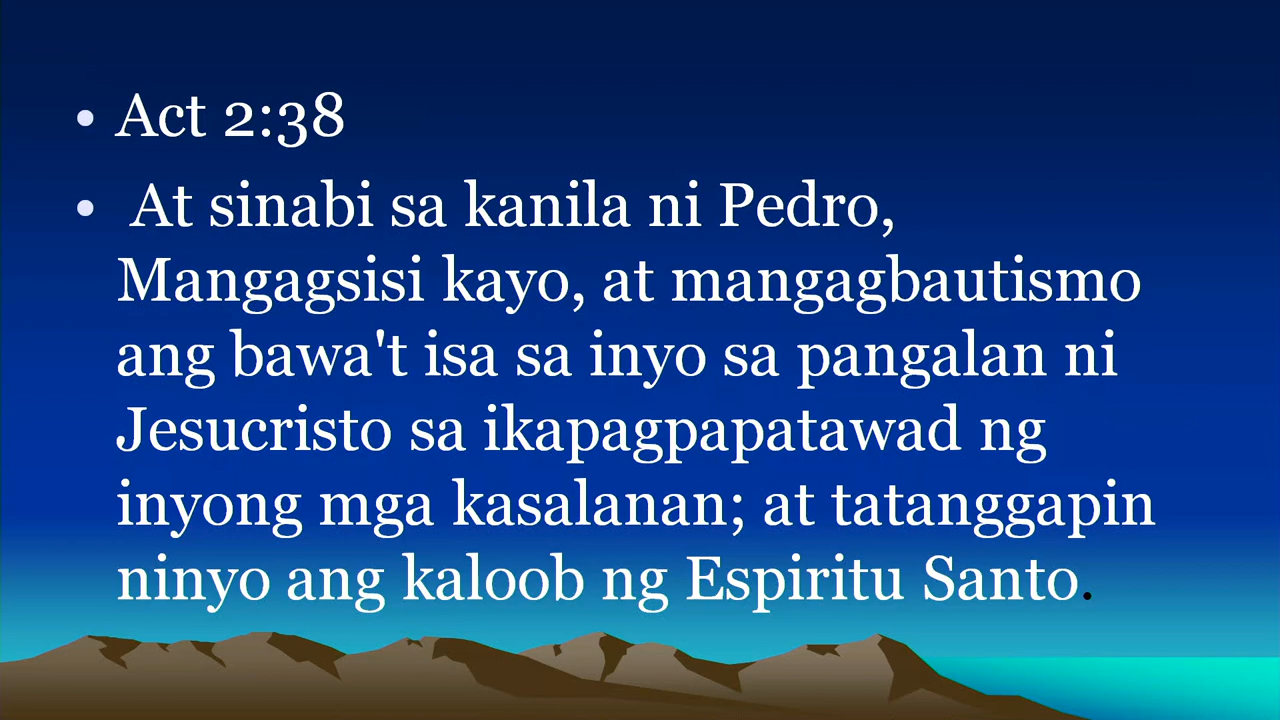 • Act 2:38
• At sinabi sa kanila ni Pedro,
Mangagsisi kayo, at mangagbautismo
ang bawa't isa sa inyo sa pangalan ni
Jesucristo sa ikapagpapatawad ng
inyong mga kasalanan; at tatanggapin
ninyo ang kaloob ng Espiritu Santo.